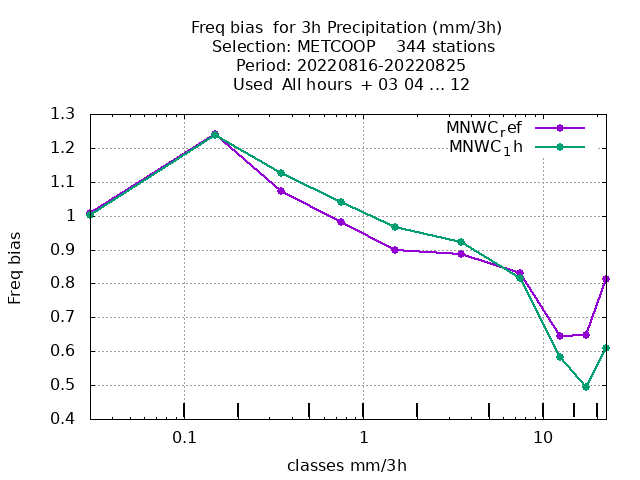 Freq bias  for 3h Precipitation (mm/3h)
Selection: METCOOP    344 stations
Period: 20220816-20220825
Used  All hours  + 03 04 ... 12
1.3
1.2
1.1
1
0.9
0.8
0.7
0.6
0.5
0.4
Freq bias
MNWCref
MNWC1h
0.1
1
10
classes mm/3h